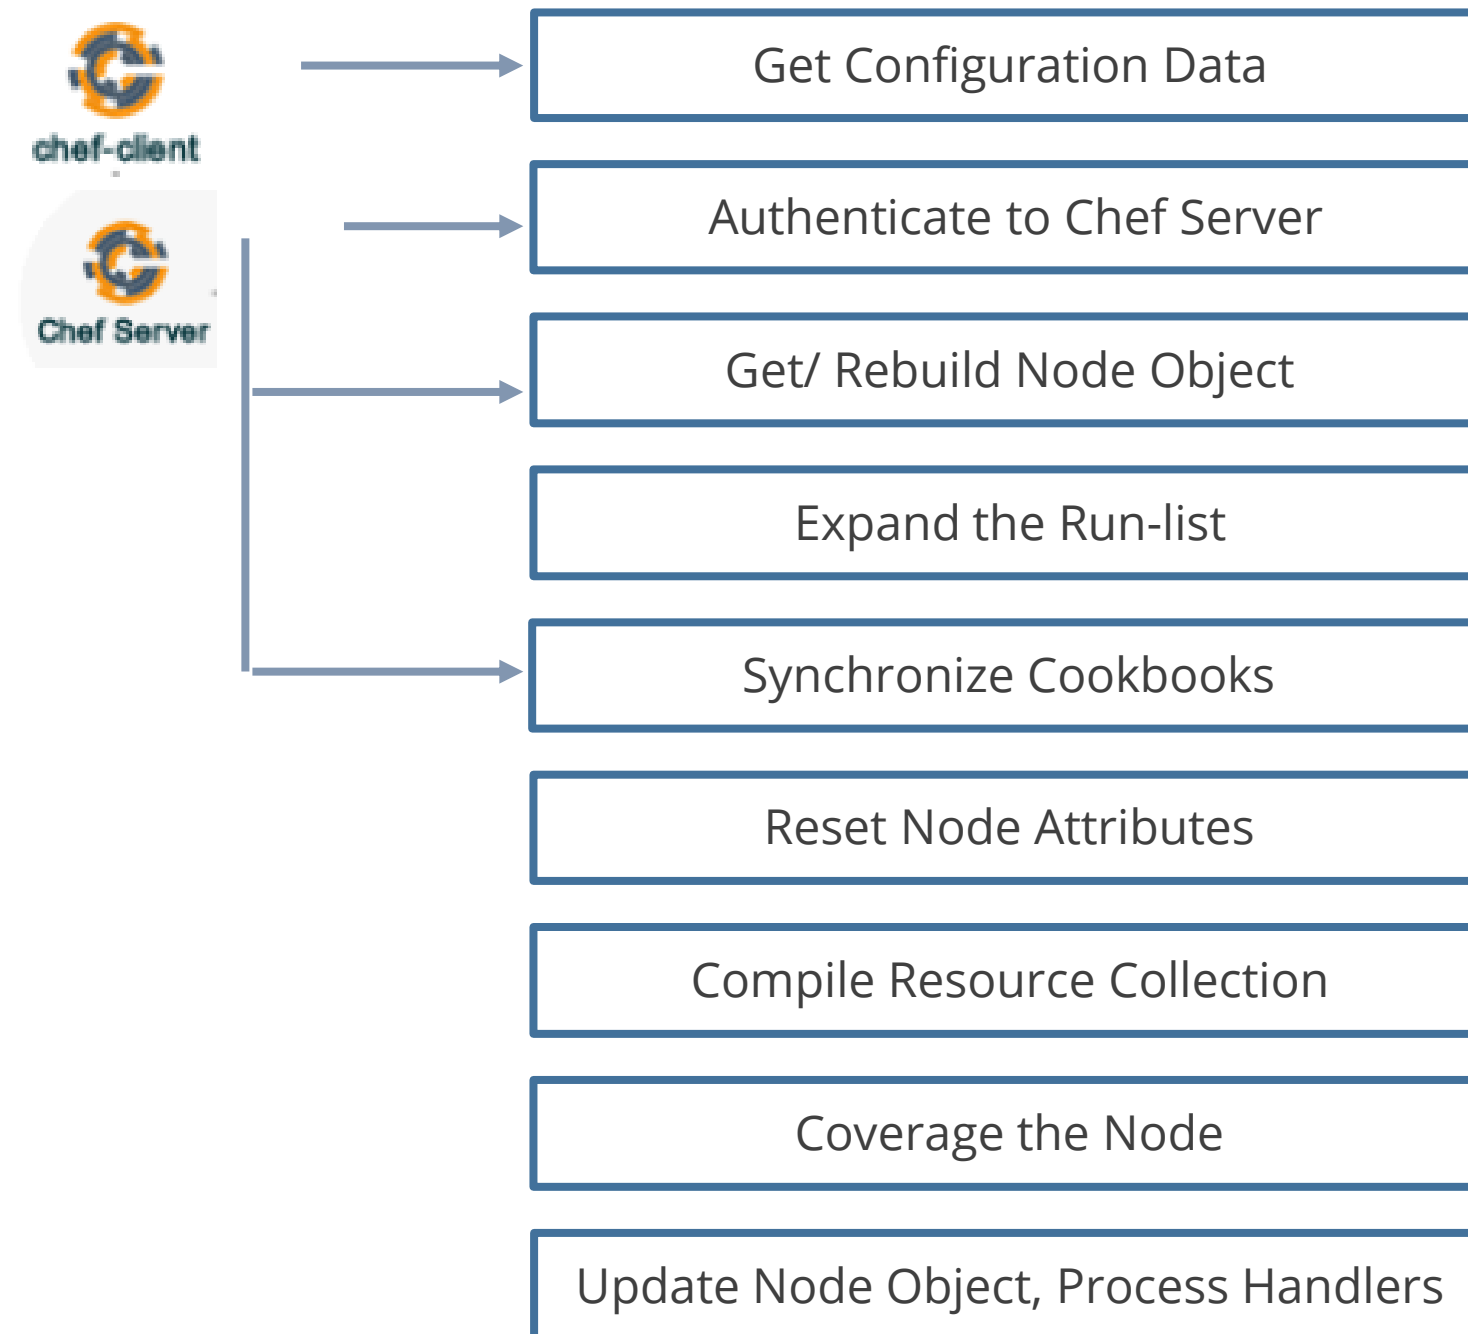 chef-client
Chef Server
Get Configuration Data
Authenticate to Chef Server
Get/ Rebuild Node Object
Expand the Run-list
Synchronize Cookbooks
Reset Node Attributes
Compile Resource Collection
Coverage the Node
Update Node Object, Process Handlers